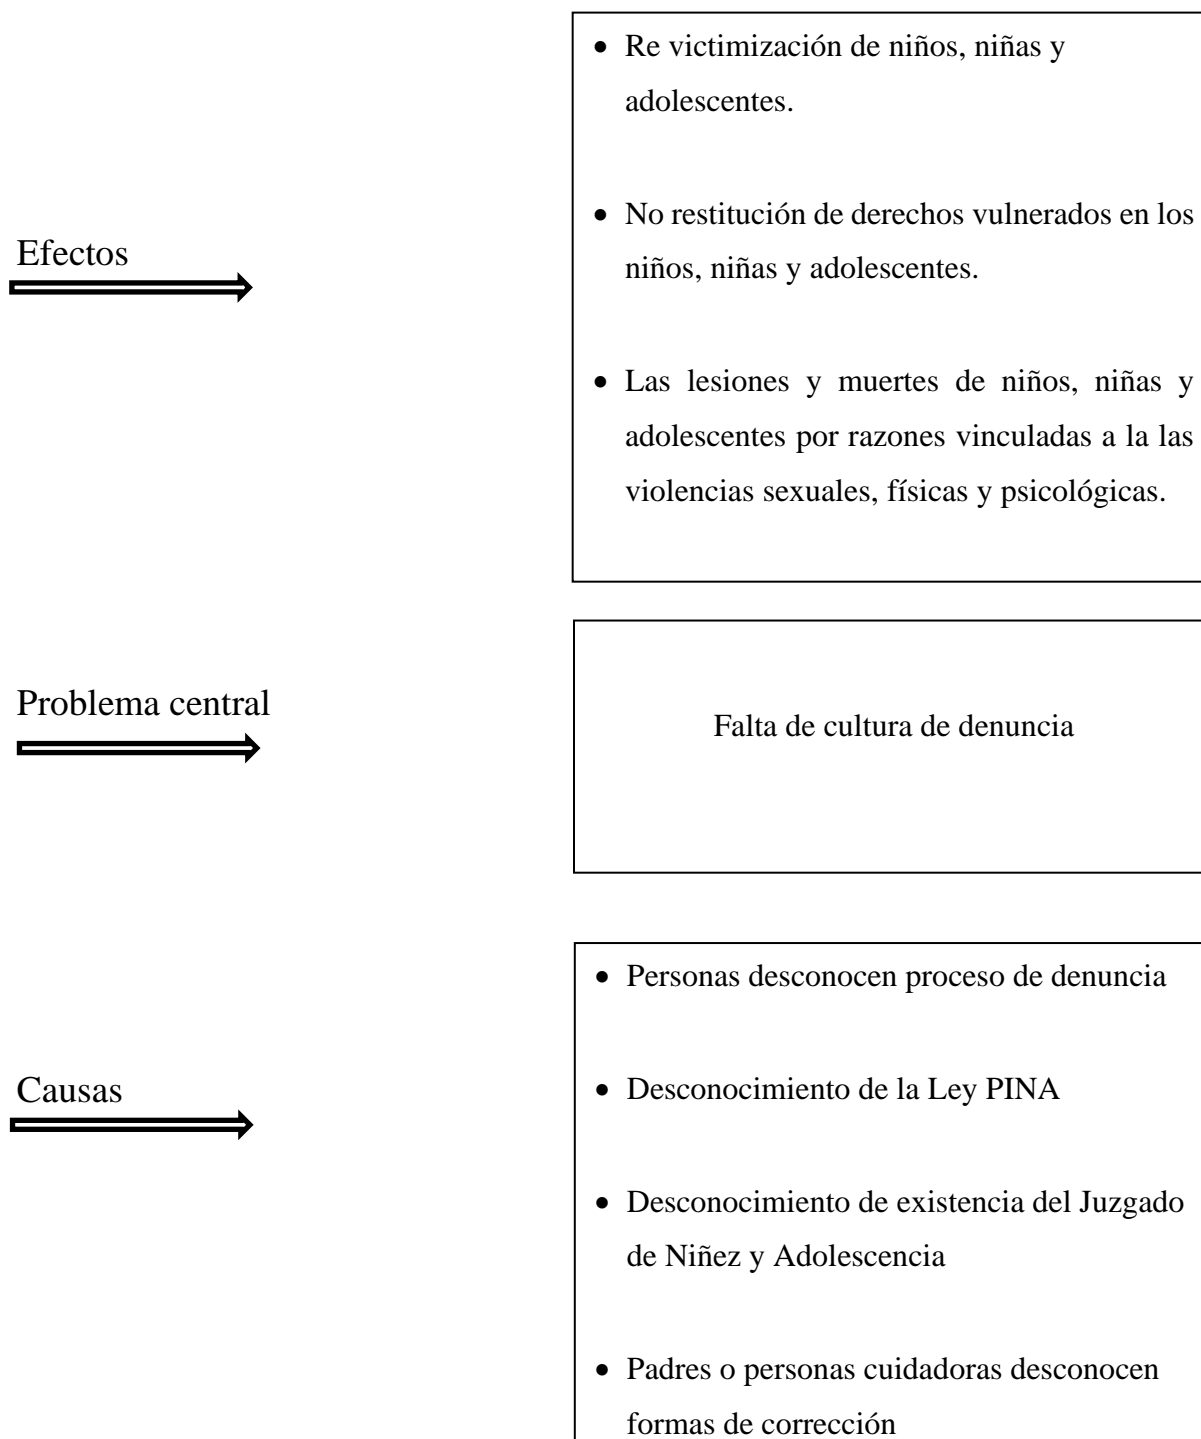 • Re victimización de niños, niñas y
adolescentes.
• No restitución de derechos vulnerados en los
niños, niñas y adolescentes.
• Las lesiones y muertes de niños, niñas y
adolescentes por razones vinculadas a la las
violencias sexuales, físicas y psicológicas.
Efectos
Problema central
Falta de cultura de denuncia
Causas
• Personas desconocen proceso de denuncia
• Desconocimiento de la Ley PINA
• Desconocimiento de existencia del Juzgado
de Niñez y Adolescencia
• Padres o personas cuidadoras desconocen
formas de corrección